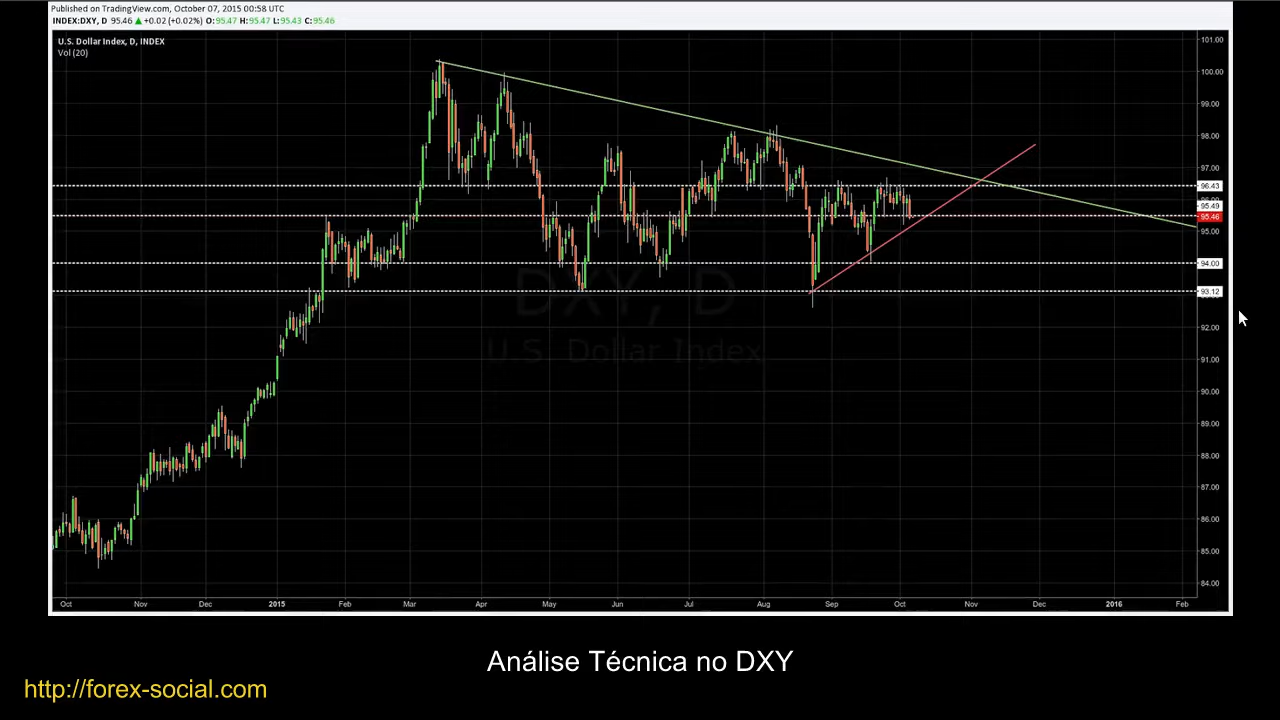 Published on TradingView.com, October 07, 2015 00:58 UTC
INDEX:DXY, D 95.46 ▲ +0.02 (+0.02%) O:95.47 H:95.47 L:95.43 C:95.46
U.S. Dollar Index, D, INDEX
Vol (20)
DXY, D
U.S. Dollar Index
101.00
100.00
99.00
98.00
97.00
96.43
95.49
95.46
95.00
94.00
93.12
92.00
91.00
90.00
89.00
88.00
87.00
86.00
85.00
84.00
Oct Nov Dec 2015 Feb Mar Apr May Jun Jul Aug Sep Oct Nov Dec 2016 Feb
Análise Técnica no DXY
http://forex-social.com